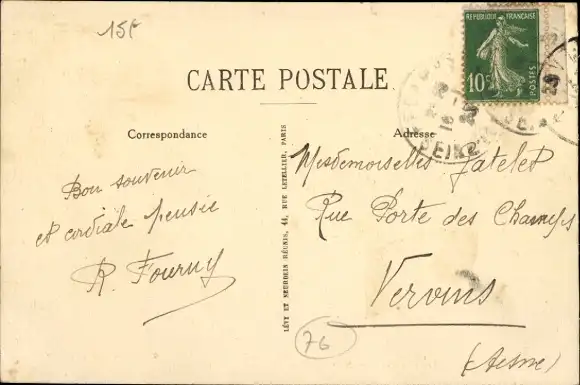 15f
RÉPUBLIQUE FRANÇAISE
10c
POSTES
CARTE POSTALE
Correspondance
Adresse
Bon souvenir
et cordiale pensée
R. Fourny
LÉVY ET NEURDEIN RÉUNIS, 44, RUE LETELLIER, PARIS
Mesdemoiselles Jatelet
Rue Porte des Champs
Vervins
(Aisne)
76